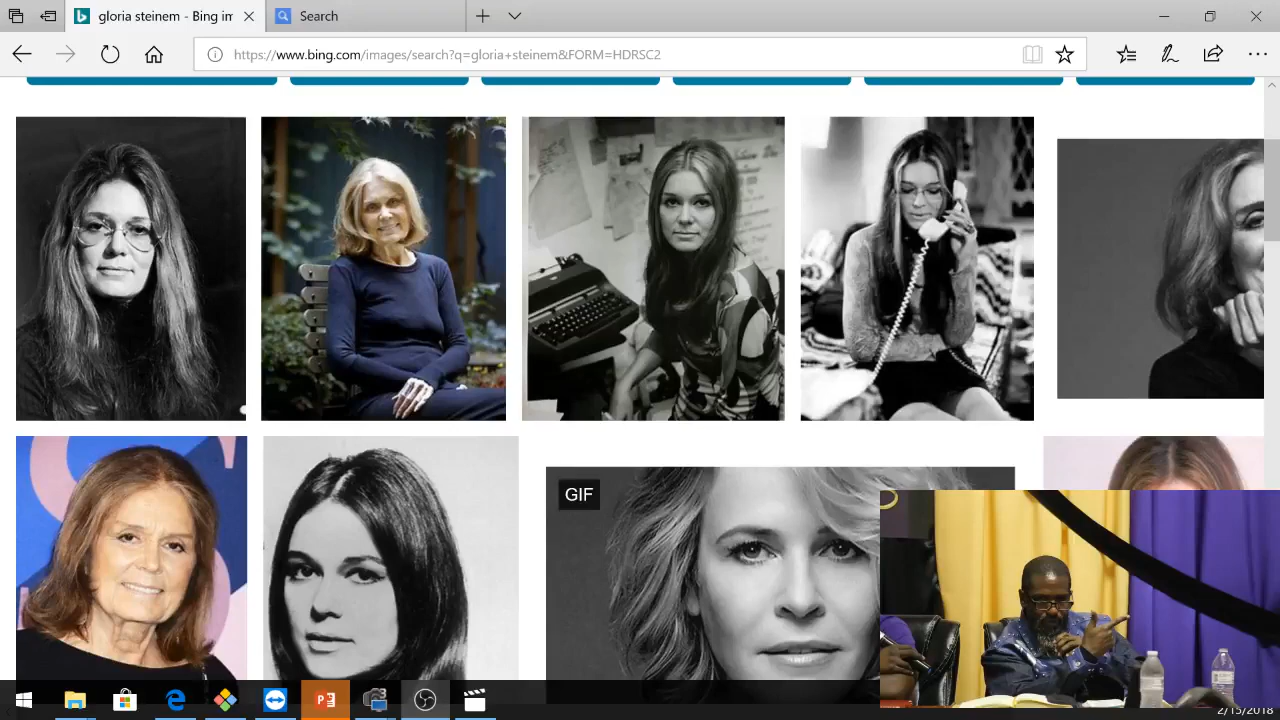 gloria steinem - Bing im
Search
https://www.bing.com/images/search?q=gloria+steinem&FORM=HDRSC2
GIF
2/15/2018